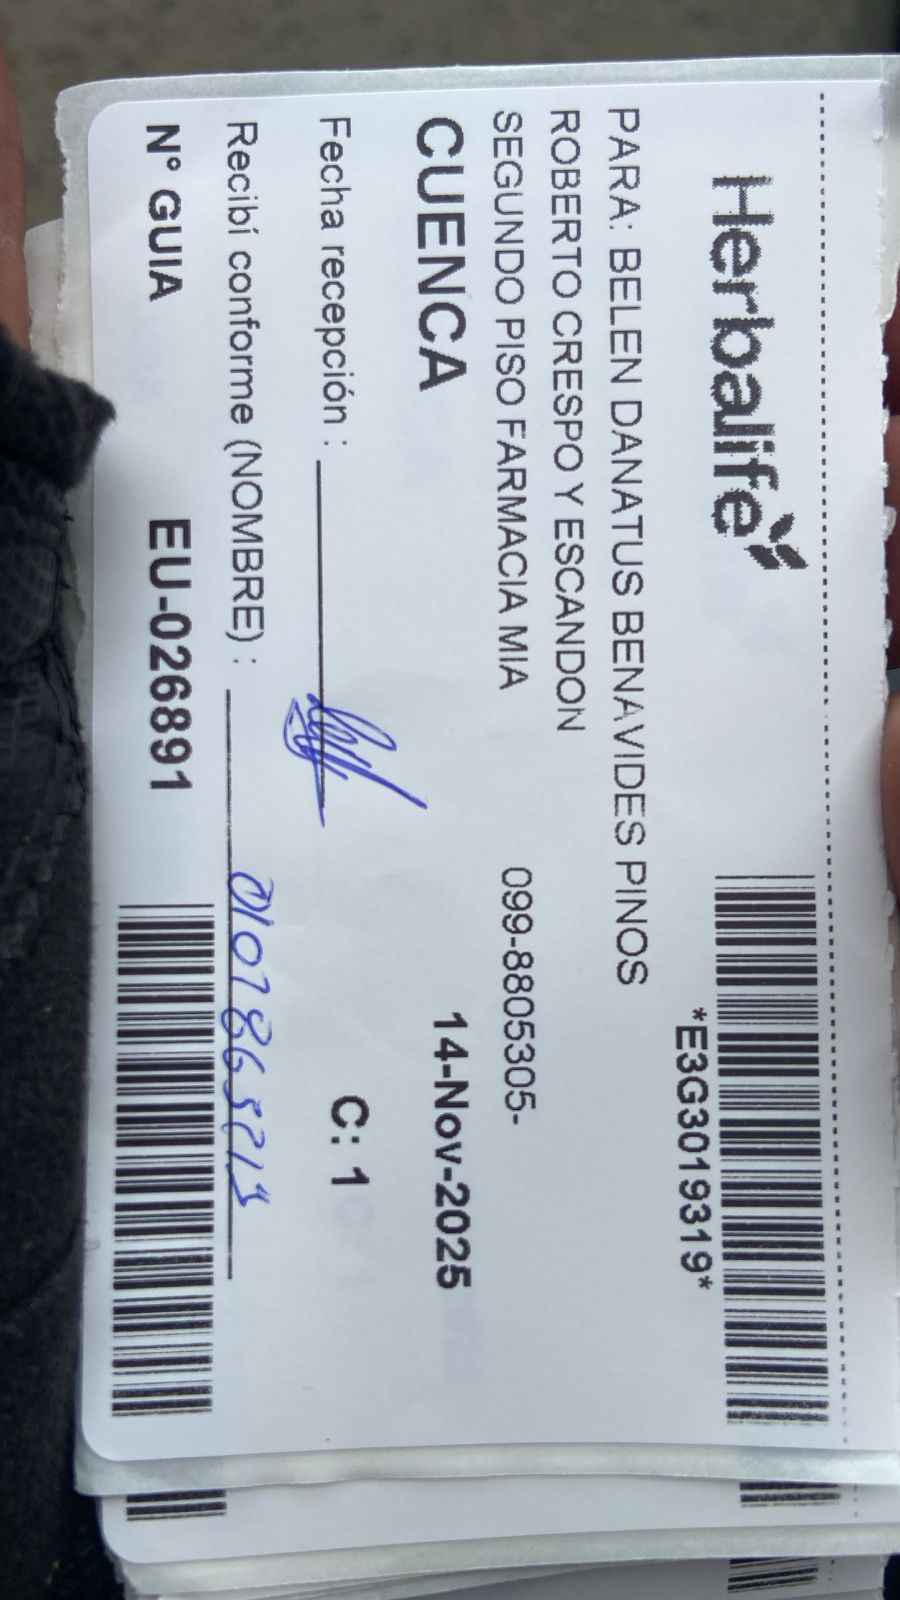 Herbalife
*E3G3019319*
PARA: BELEN DANATUS BENAVIDES PINOS
ROBERTO CRESPO Y ESCANDON
SEGUNDO PISO FARMACIA MIA 099-8805305-
CUENCA 14-Nov-2025
Fecha recepción : C: 1
Recibí conforme (NOMBRE) :
N° GUIA EU-026891